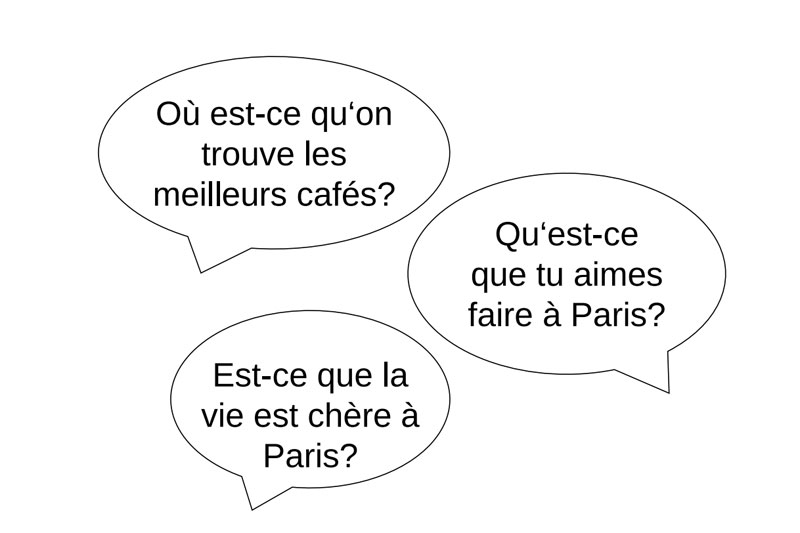 Où est-ce qu‘on
trouve les
meilleurs cafés?
Qu‘est-ce
que tu aimes
faire à Paris?
Est-ce que la
vie est chère à
Paris?